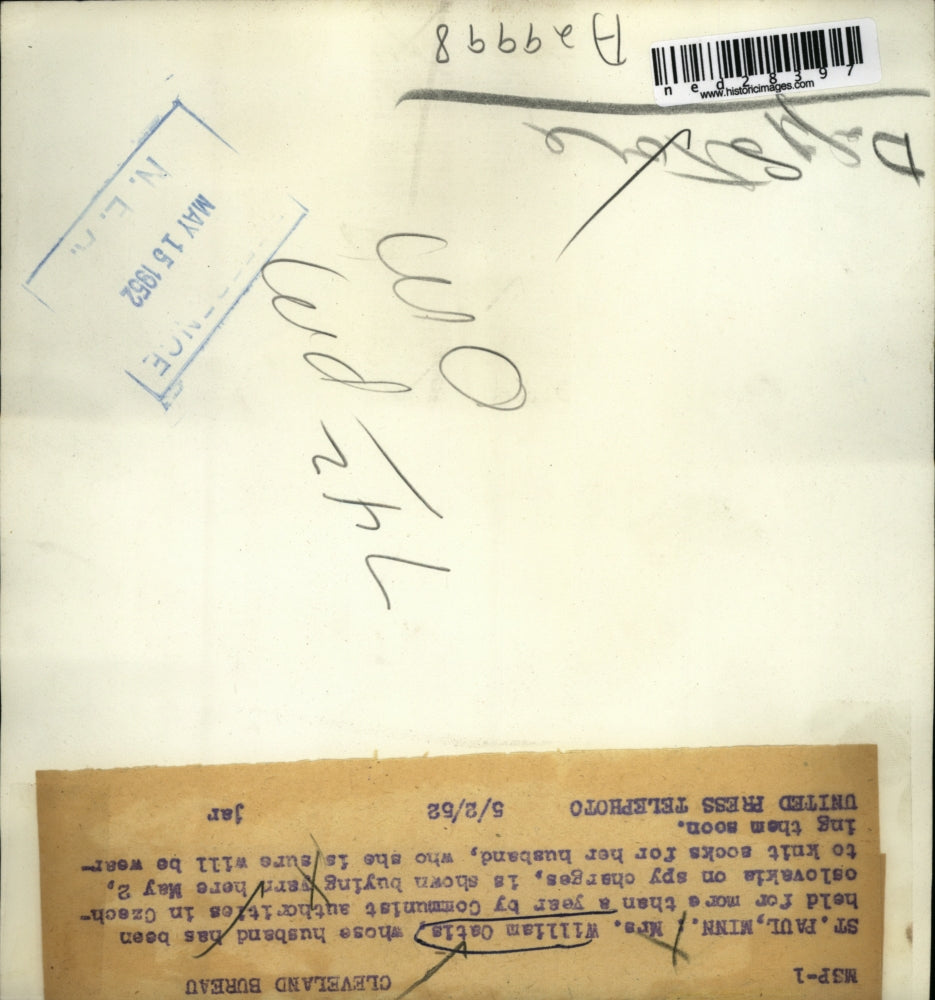 MSP-1 CLEVELAND BUREAU
ST. PAUL, MINN. Mrs. William Oatis, whose husband has been
held for more than a year by Communist authorities in Czech-
oslovakia on spy charges, is shown buying yarn here May 2,
to knit socks for her husband, who she is sure will be wear-
ing them soon.
UNITED PRESS TELEPHOTO 5/2/52 jar
MAY 15 1952
N. E. A.
A29998
ned28397
www.historicimages.com